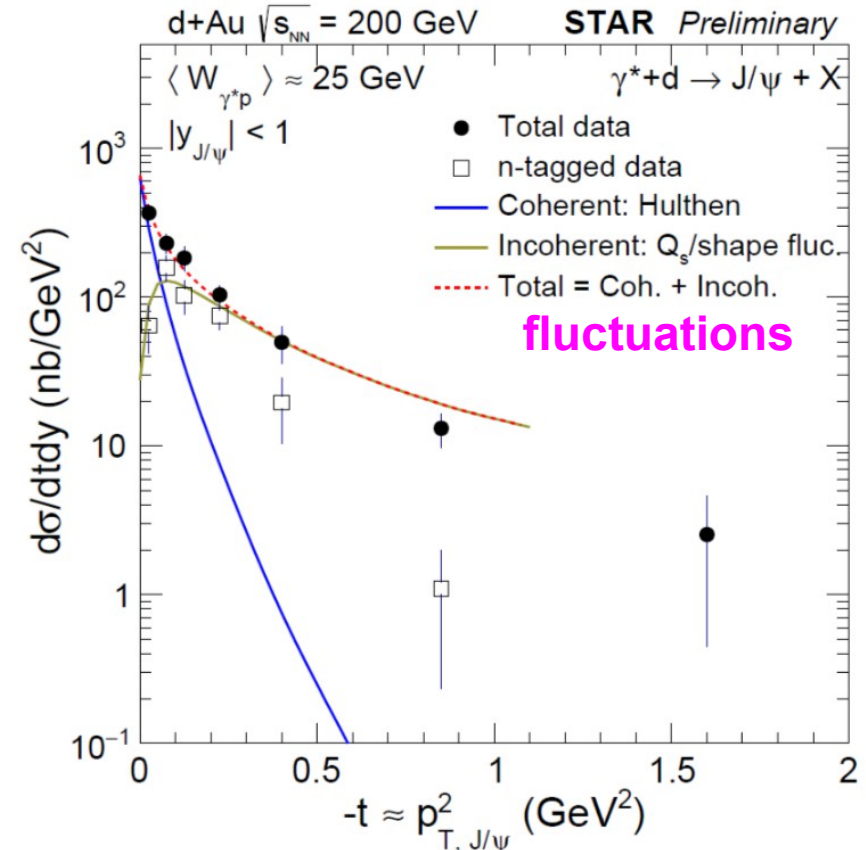 d+Au √s_NN = 200 GeV STAR Preliminary
⟨ W_γ*p ⟩ ≈ 25 GeV γ*+d → J/ψ + X
|y_J/ψ| < 1
Total data
n-tagged data
Coherent: Hulthen
Incoherent: Q_s/shape fluc.
Total = Coh. + Incoh.
fluctuations
dσ/dtdy (nb/GeV²)
10³
10²
10
1
10⁻¹
0 0.5 1 1.5 2
-t ≈ p²_T, J/ψ (GeV²)